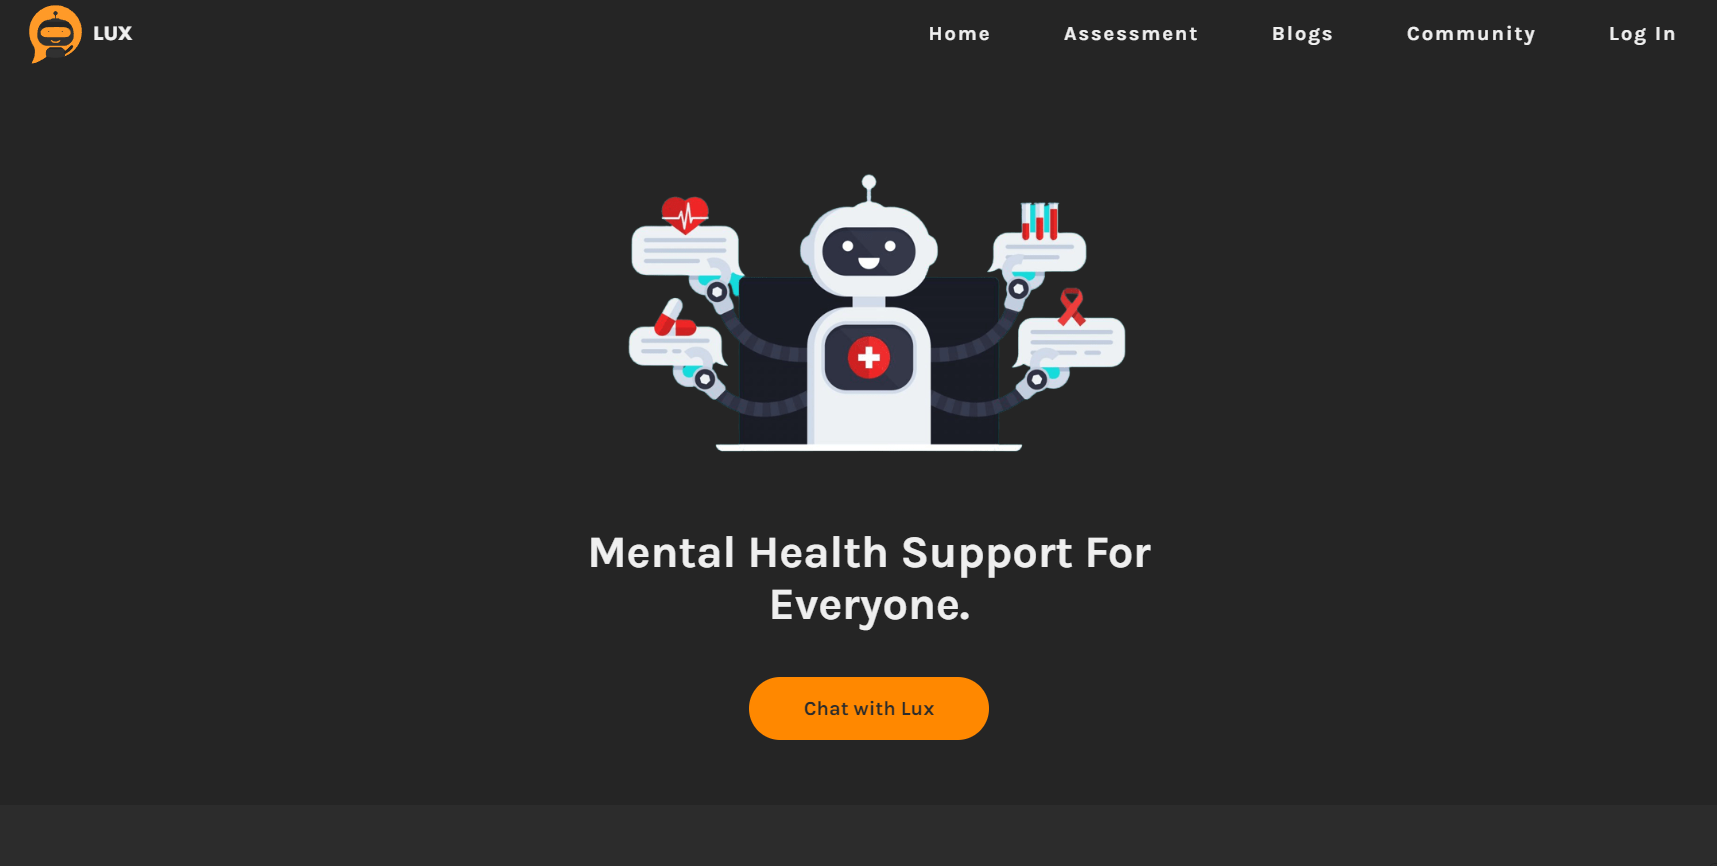 LUX
Home
Assessment
Blogs
Community
Log In
Mental Health Support For
Everyone.
Chat with Lux